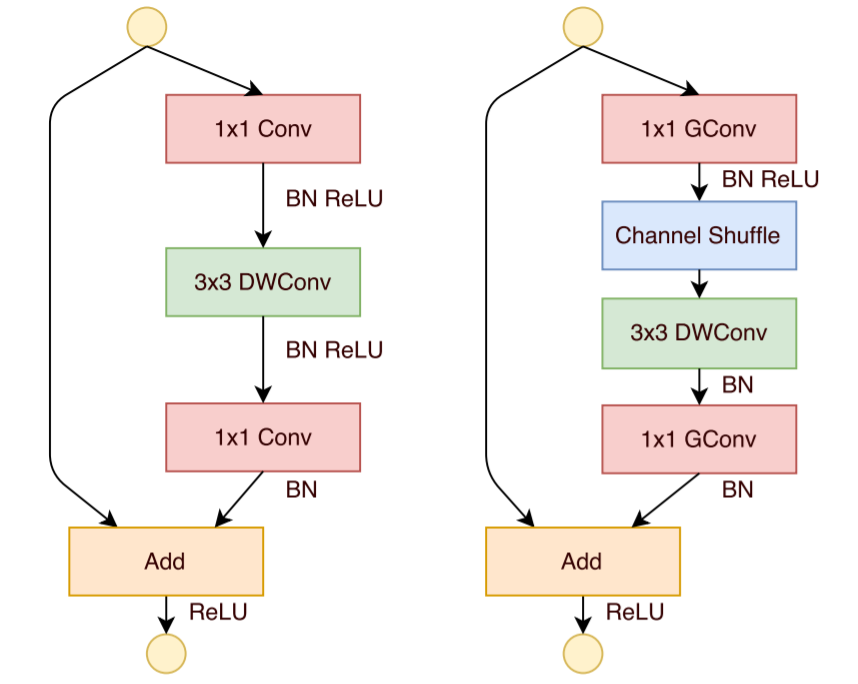 1x1 Conv
BN ReLU
3x3 DWConv
BN ReLU
1x1 Conv
BN
Add
ReLU
1x1 GConv
BN ReLU
Channel Shuffle
3x3 DWConv
BN
1x1 GConv
BN
Add
ReLU